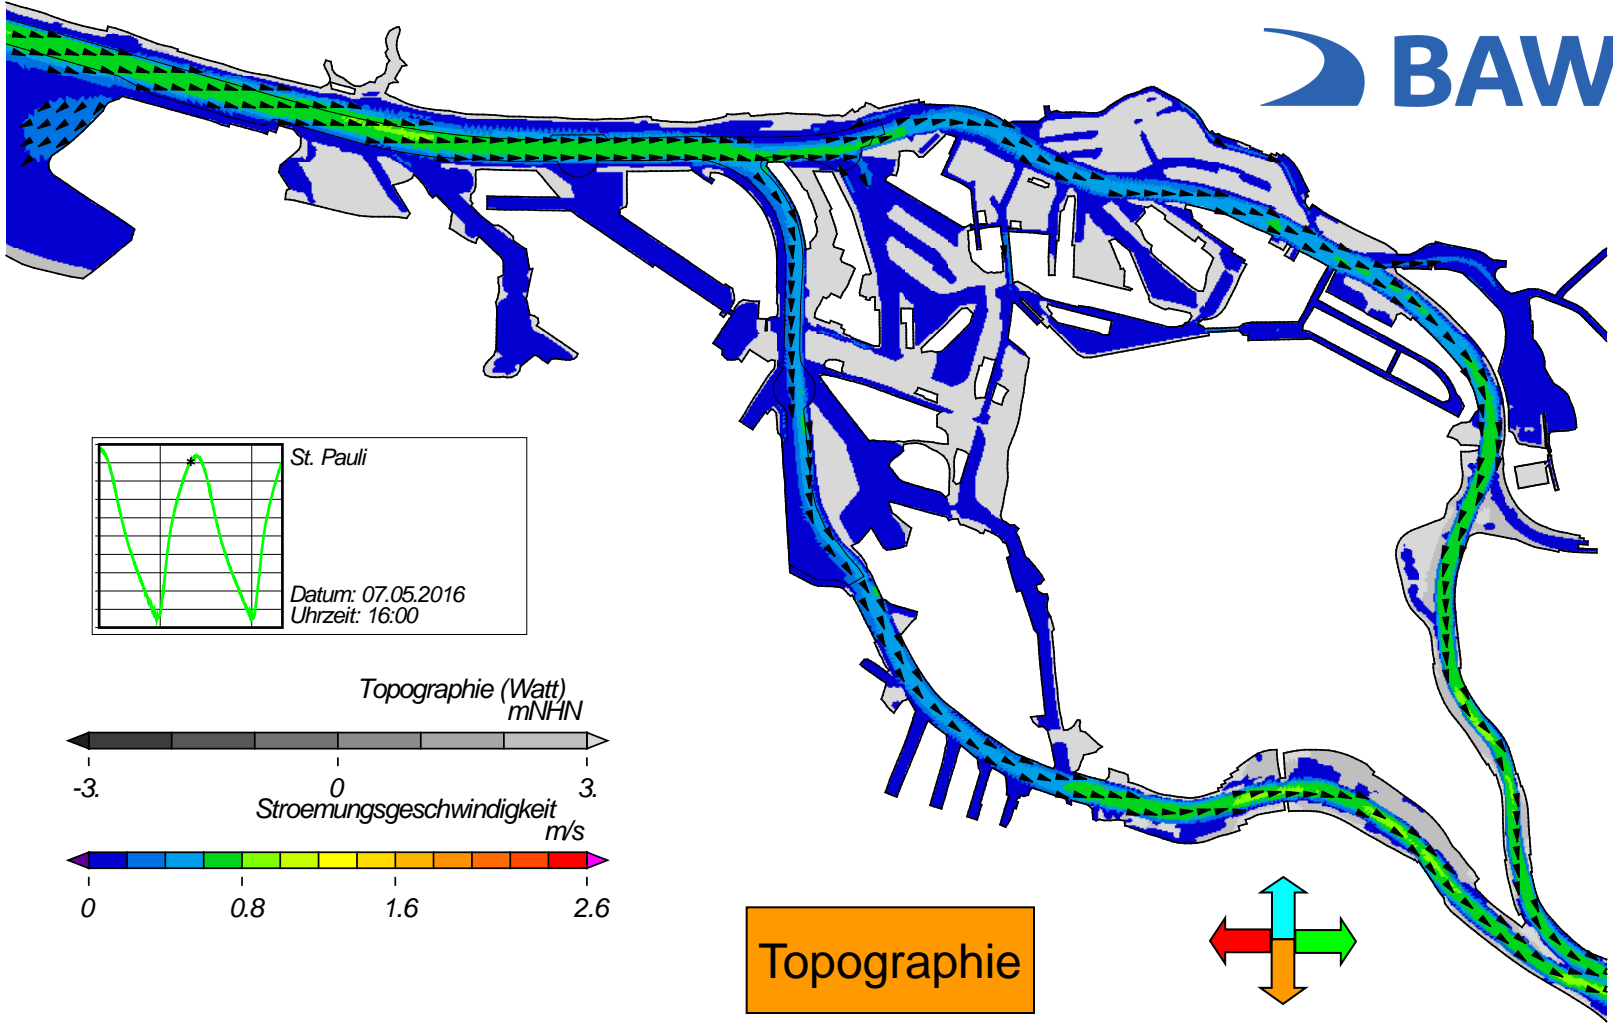 BAW
St. Pauli
Datum: 07.05.2016
Uhrzeit: 16:00
Topographie (Watt)
mNHN
-3. 0 3.
Stroemungsgeschwindigkeit
m/s
0 0.8 1.6 2.6
Topographie